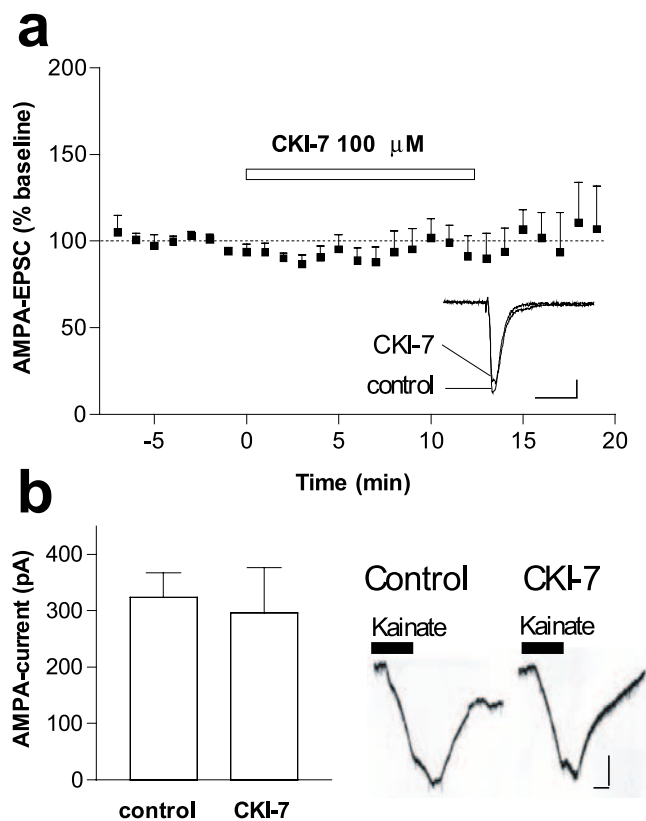 a
AMPA-EPSC (% baseline)
200
150
100
50
0
CKI-7 100 μM
CKI-7
control
-5 0 5 10 15 20
Time (min)
b
AMPA-current (pA)
400
300
200
100
0
control CKI-7
Control CKI-7
Kainate Kainate